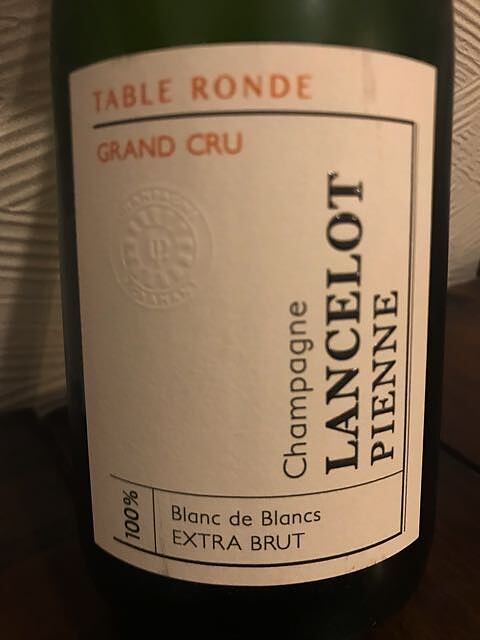 TABLE RONDE
GRAND CRU
Champagne
LANCELOT
PIENNE
100%
Blanc de Blancs
EXTRA BRUT